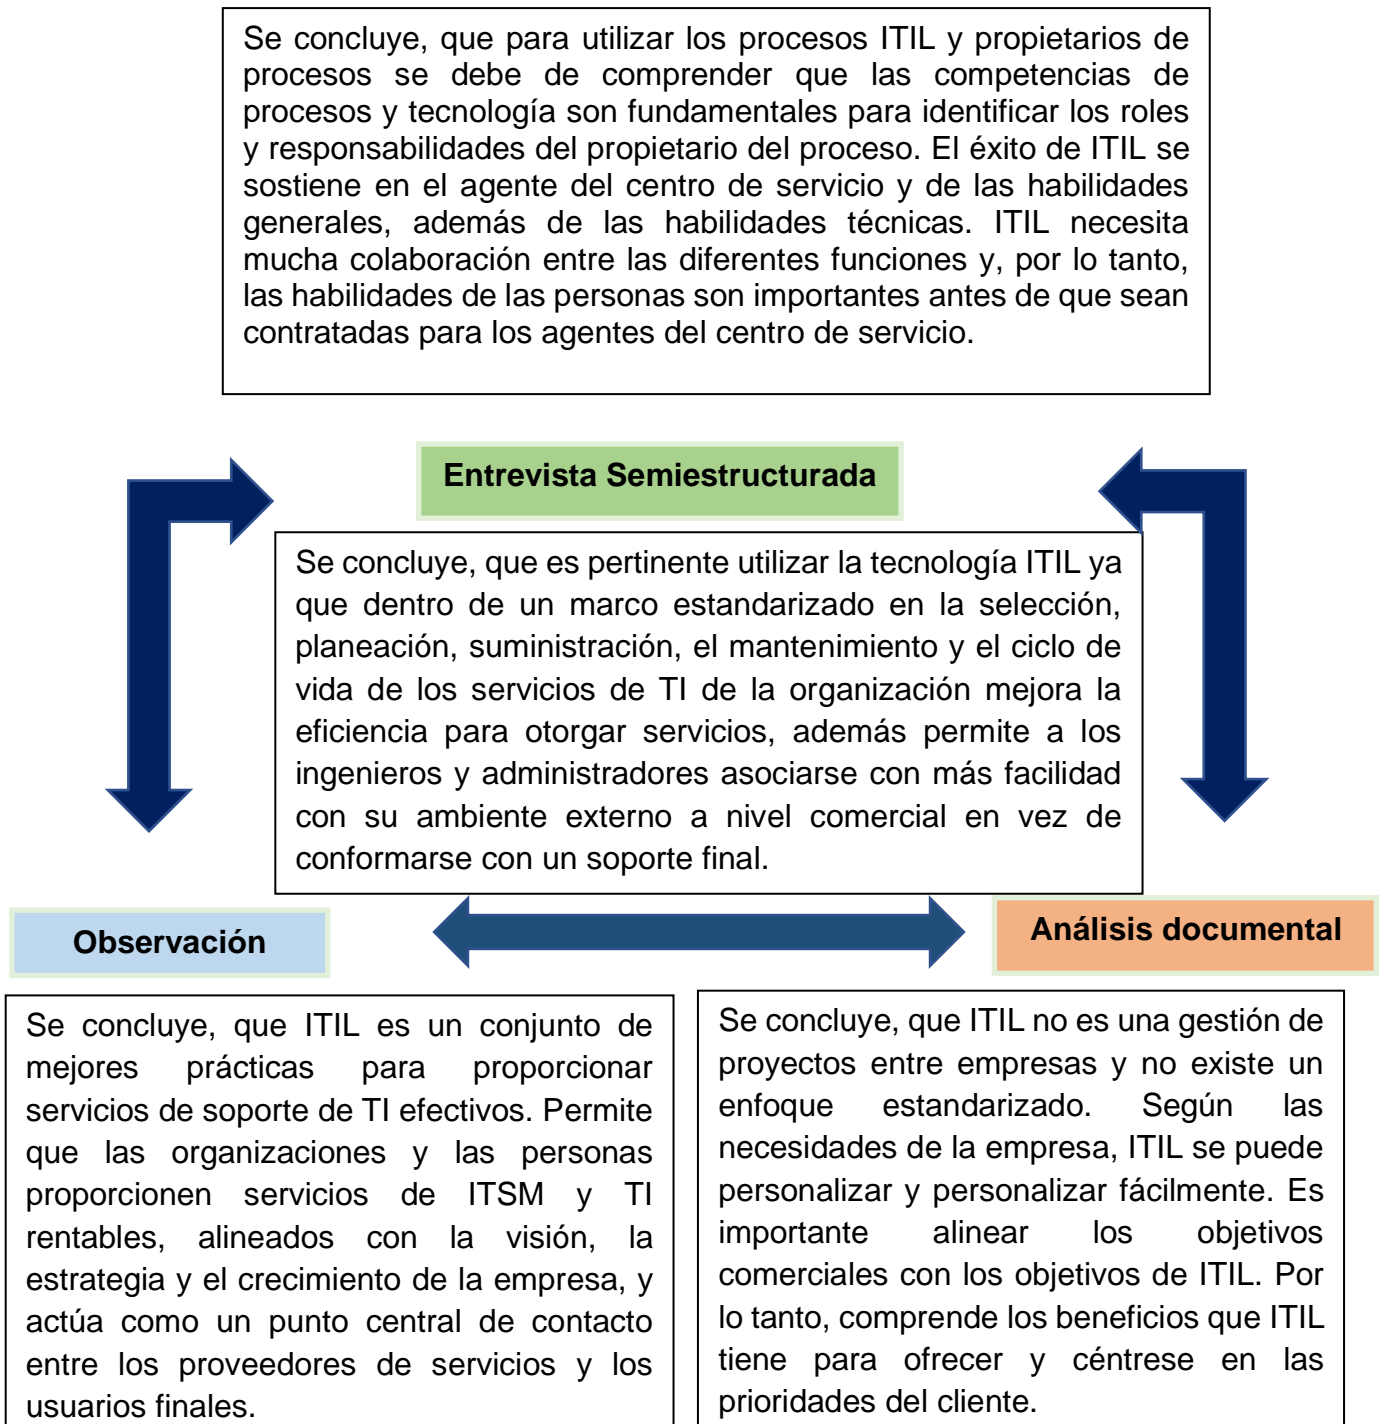 Se concluye, que para utilizar los procesos ITIL y propietarios de
procesos se debe de comprender que las competencias de
procesos y tecnología son fundamentales para identificar los roles
y responsabilidades del propietario del proceso. El éxito de ITIL se
sostiene en el agente del centro de servicio y de las habilidades
generales, además de las habilidades técnicas. ITIL necesita
mucha colaboración entre las diferentes funciones y, por lo tanto,
las habilidades de las personas son importantes antes de que sean
contratadas para los agentes del centro de servicio.
Entrevista Semiestructurada
Se concluye, que es pertinente utilizar la tecnología ITIL ya
que dentro de un marco estandarizado en la selección,
planeación, suministración, el mantenimiento y el ciclo de
vida de los servicios de TI de la organización mejora la
eficiencia para otorgar servicios, además permite a los
ingenieros y administradores asociarse con más facilidad
con su ambiente externo a nivel comercial en vez de
conformarse con un soporte final.
Observación
Análisis documental
Se concluye, que ITIL es un conjunto de
mejores prácticas para proporcionar
servicios de soporte de TI efectivos. Permite
que las organizaciones y las personas
proporcionen servicios de ITSM y TI
rentables, alineados con la visión, la
estrategia y el crecimiento de la empresa, y
actúa como un punto central de contacto
entre los proveedores de servicios y los
usuarios finales.
Se concluye, que ITIL no es una gestión de
proyectos entre empresas y no existe un
enfoque estandarizado. Según las
necesidades de la empresa, ITIL se puede
personalizar y personalizar fácilmente. Es
importante alinear los objetivos
comerciales con los objetivos de ITIL. Por
lo tanto, comprende los beneficios que ITIL
tiene para ofrecer y céntrese en las
prioridades del cliente.